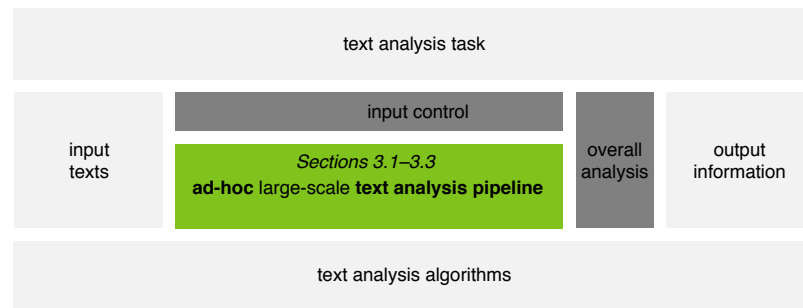 text analysis task
input control
input
texts
Sections 3.1–3.3
ad-hoc large-scale text analysis pipeline
overall
analysis
output
information
text analysis algorithms